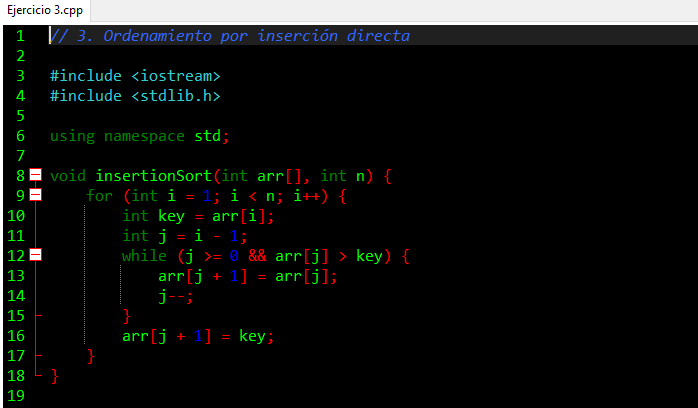 Ejercicio 3.cpp
1 // 3. Ordenamiento por inserción directa
2
3 #include <iostream>
4 #include <stdlib.h>
5
6 using namespace std;
7
8 void insertionSort(int arr[], int n) {
9     for (int i = 1; i < n; i++) {
10         int key = arr[i];
11         int j = i - 1;
12         while (j >= 0 && arr[j] > key) {
13             arr[j + 1] = arr[j];
14             j--;
15         }
16         arr[j + 1] = key;
17     }
18 }
19